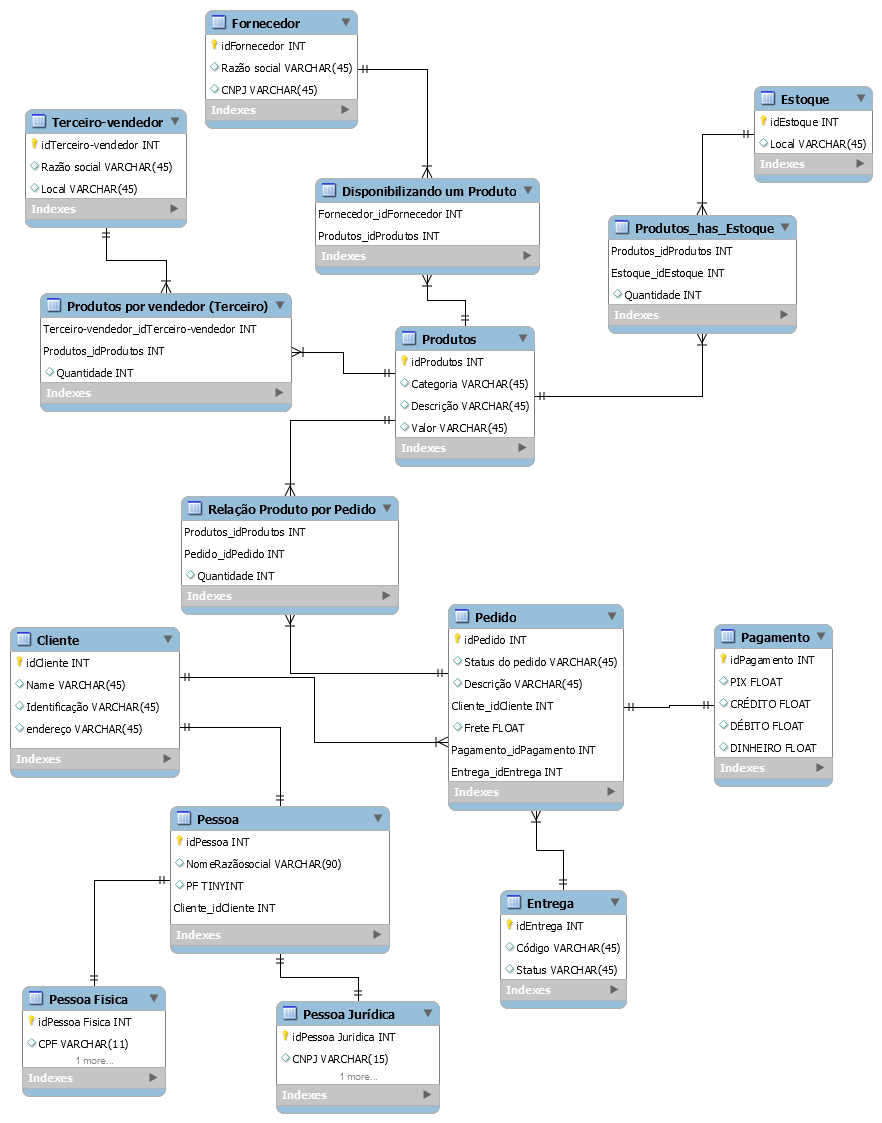 Fornecedor
idFornecedor INT
Razão social VARCHAR(45)
CNPJ VARCHAR(45)
Indexes
Estoque
idEstoque INT
Local VARCHAR(45)
Indexes
Terceiro-vendedor
idTerceiro-vendedor INT
Razão social VARCHAR(45)
Local VARCHAR(45)
Indexes
Disponibilizando um Produto
Fornecedor_idFornecedor INT
Produtos_idProdutos INT
Indexes
Produtos_has_Estoque
Produtos_idProdutos INT
Estoque_idEstoque INT
Quantidade INT
Indexes
Produtos por vendedor (Terceiro)
Terceiro-vendedor_idTerceiro-vendedor INT
Produtos_idProdutos INT
Quantidade INT
Indexes
Produtos
idProdutos INT
Categoria VARCHAR(45)
Descrição VARCHAR(45)
Valor VARCHAR(45)
Indexes
Relação Produto por Pedido
Produtos_idProdutos INT
Pedido_idPedido INT
Quantidade INT
Indexes
Cliente
idCliente INT
Name VARCHAR(45)
Identificação VARCHAR(45)
endereço VARCHAR(45)
Indexes
Pedido
idPedido INT
Status do pedido VARCHAR(45)
Descrição VARCHAR(45)
Cliente_idCliente INT
Frete FLOAT
Pagamento_idPagamento INT
Entrega_idEntrega INT
Indexes
Pagamento
idPagamento INT
PIX FLOAT
CRÉDITO FLOAT
DÉBITO FLOAT
DINHEIRO FLOAT
Indexes
Pessoa
idPessoa INT
NomeRazãosocial VARCHAR(90)
PF TINYINT
Cliente_idCliente INT
Indexes
Entrega
idEntrega INT
Código VARCHAR(45)
Status VARCHAR(45)
Indexes
Pessoa Fisica
idPessoa Fisica INT
CPF VARCHAR(11)
1 more...
Indexes
Pessoa Jurídica
idPessoa Juridica INT
CNPJ VARCHAR(15)
1 more...
Indexes